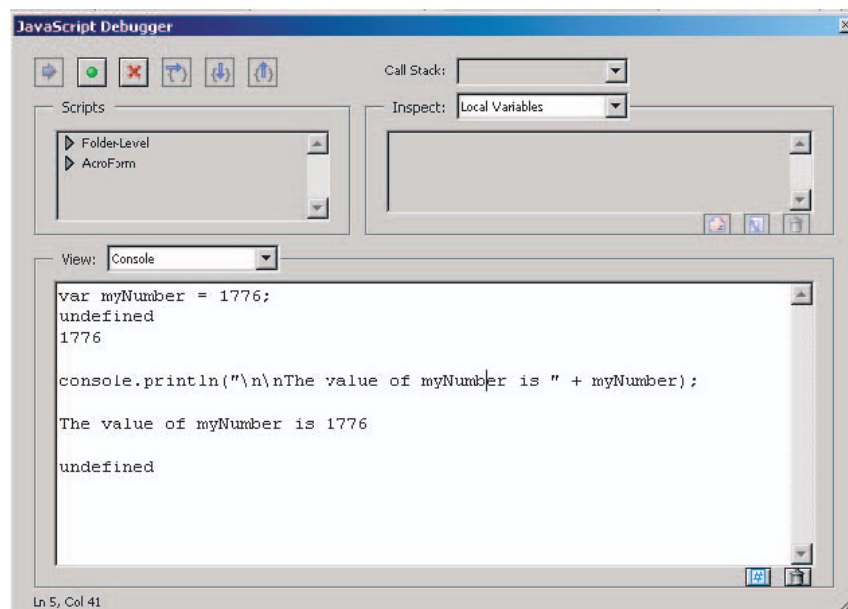 JavaScript Debugger
Call Stack:
Scripts
Inspect: Local Variables
Folder-Level
AcroForm
View: Console
var myNumber = 1776;
undefined
1776
console.println("\n\nThe value of myNumber is " + myNumber);
The value of myNumber is 1776
undefined
Ln 5, Col 41